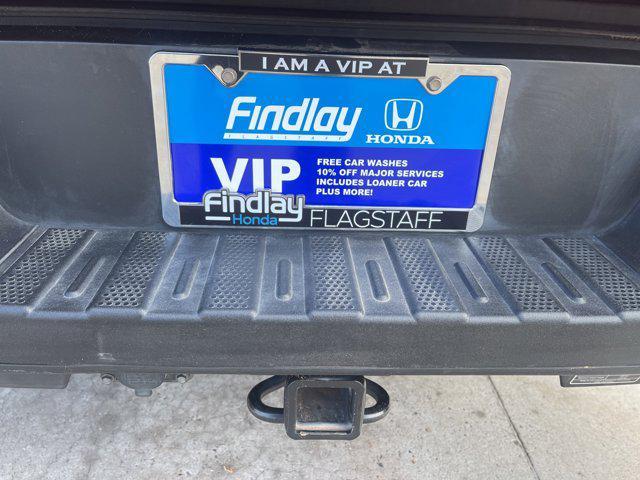 I AM A VIP AT
Findlay
FLAGSTAFF
HONDA
VIP
FREE CAR WASHES
10% OFF MAJOR SERVICES
INCLUDES LOANER CAR
PLUS MORE!
Findlay
Honda
FLAGSTAFF